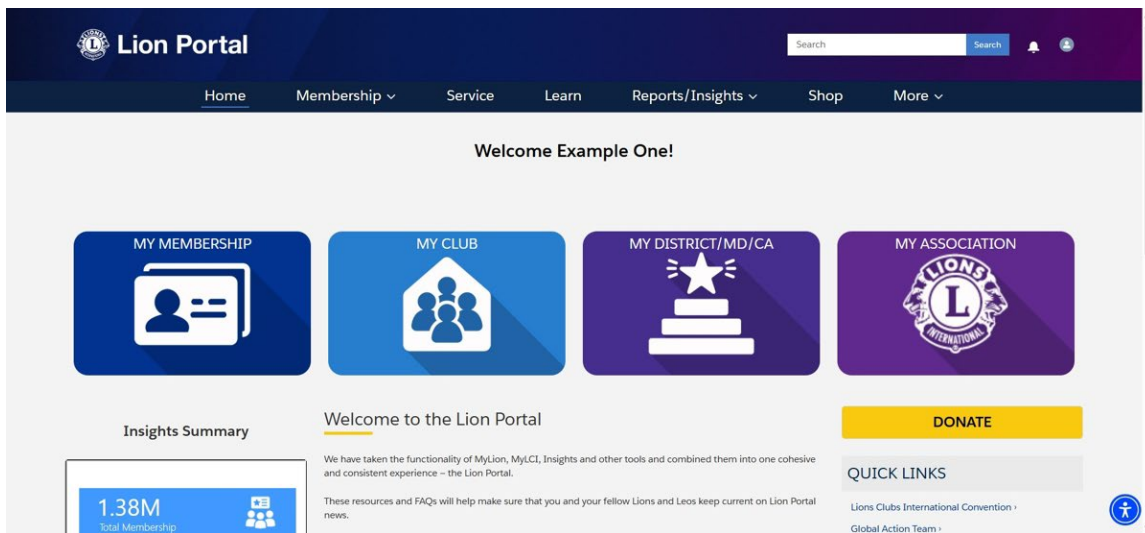 Lion Portal
Search
Search
Home
Membership
Service
Learn
Reports/Insights
Shop
More
Welcome Example One!
MY MEMBERSHIP
MY CLUB
MY DISTRICT/MD/CA
MY ASSOCIATION
LIONS
L
INTERNATIONAL
Insights Summary
1.38M
Total Membership
Welcome to the Lion Portal
We have taken the functionality of MyLion, MyLCI, Insights and other tools and combined them into one cohesive
and consistent experience – the Lion Portal.
These resources and FAQs will help make sure that you and your fellow Lions and Leos keep current on Lion Portal
news.
DONATE
QUICK LINKS
Lions Clubs International Convention ›
Global Action Team ›